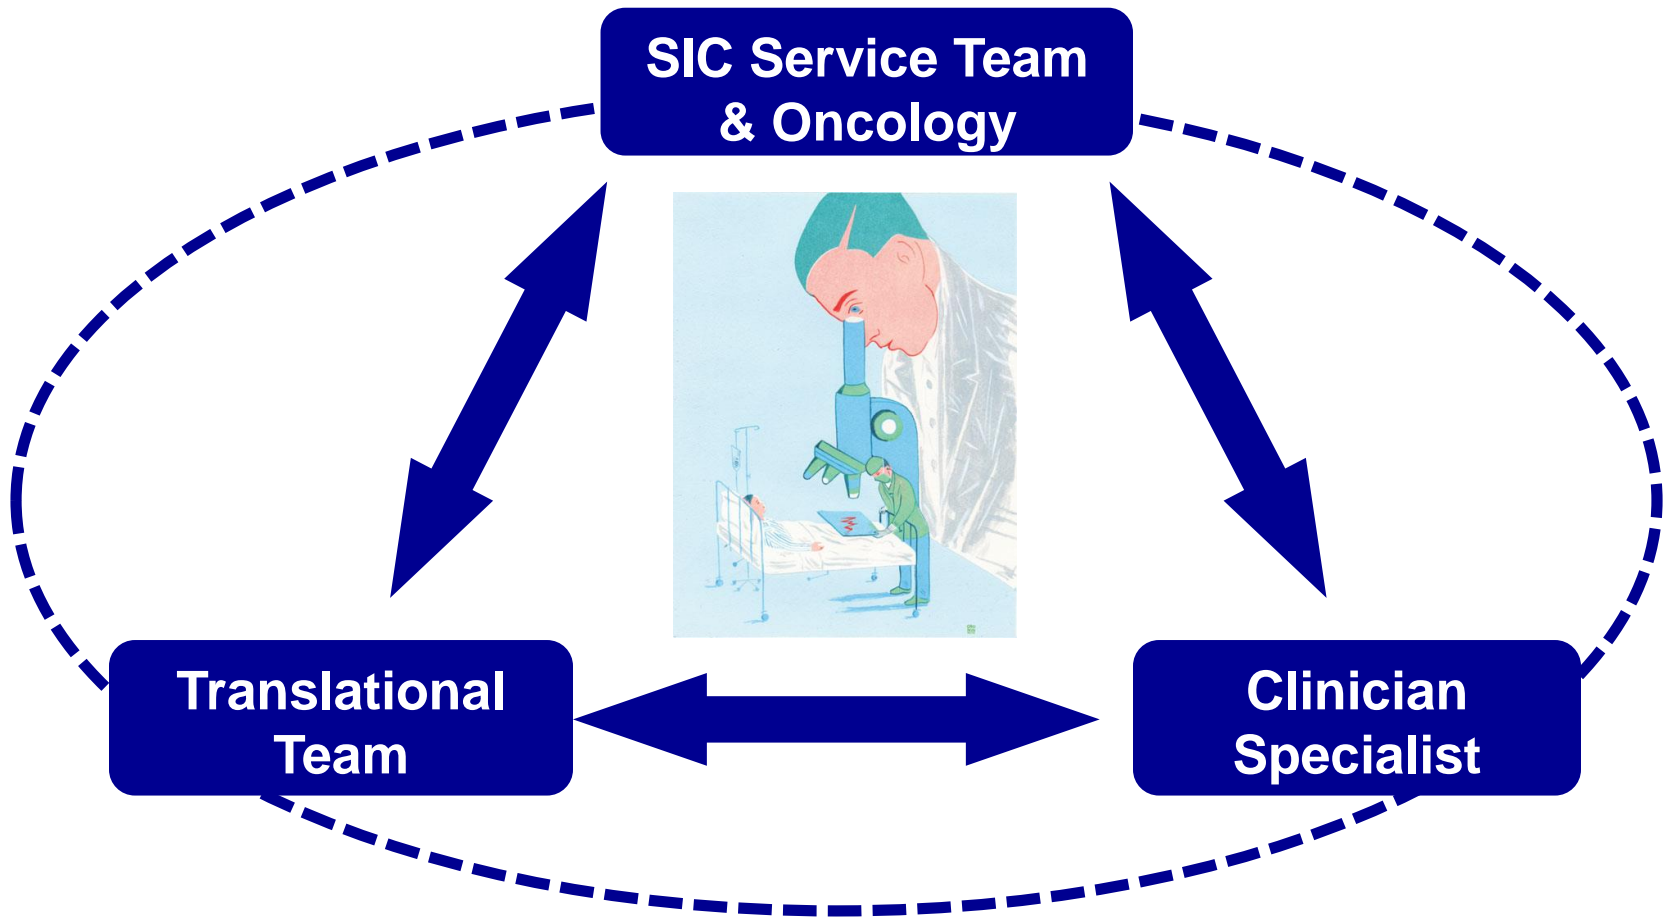 SIC Service Team
& Oncology
Translational
Team
Clinician
Specialist